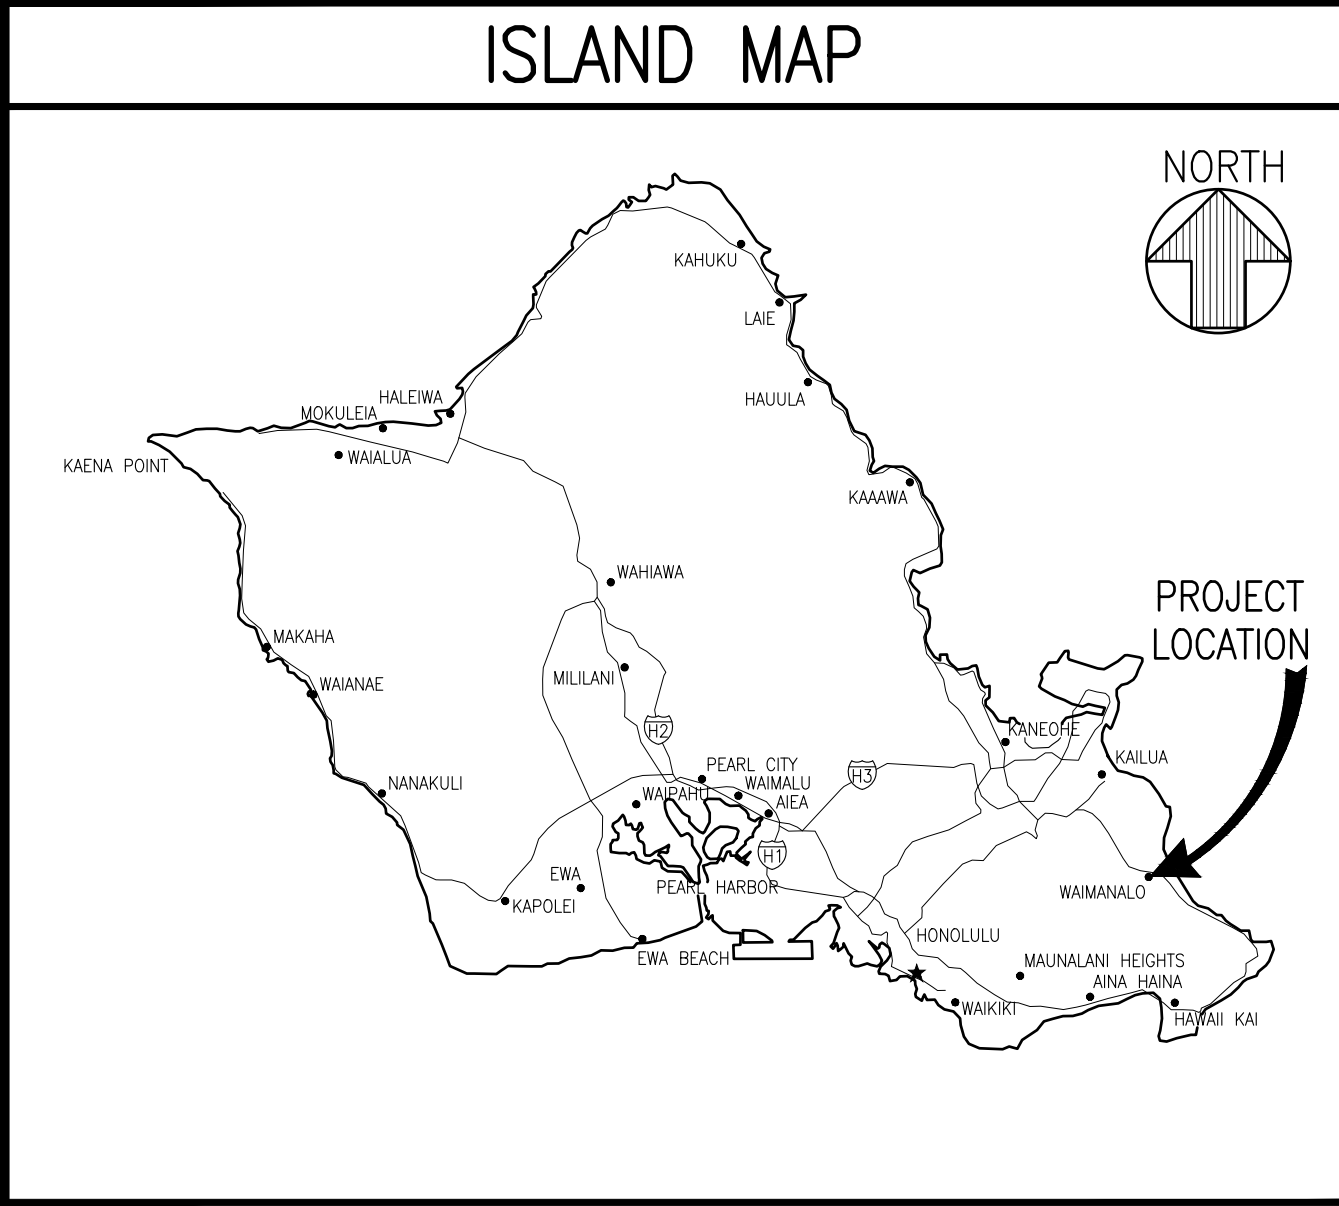 ISLAND MAP
NORTH
KAHUKU
LAIE
HAUULA
HALEIWA
MOKULEIA
WAIALUA
KAENA POINT
KAAAWA
WAHIAWA
PROJECT
LOCATION
MAKAHA
MILILANI
WAIANAE
H2
KANEOHE
KAILUA
PEARL CITY
H3
NANAKULI
WAIMALU
WAIPAHU
AIEA
H1
EWA
PEARL HARBOR
WAIMANALO
KAPOLEI
HONOLULU
EWA BEACH
MAUNALANI HEIGHTS
AINA HAINA
WAIKIKI
HAWAII KAI